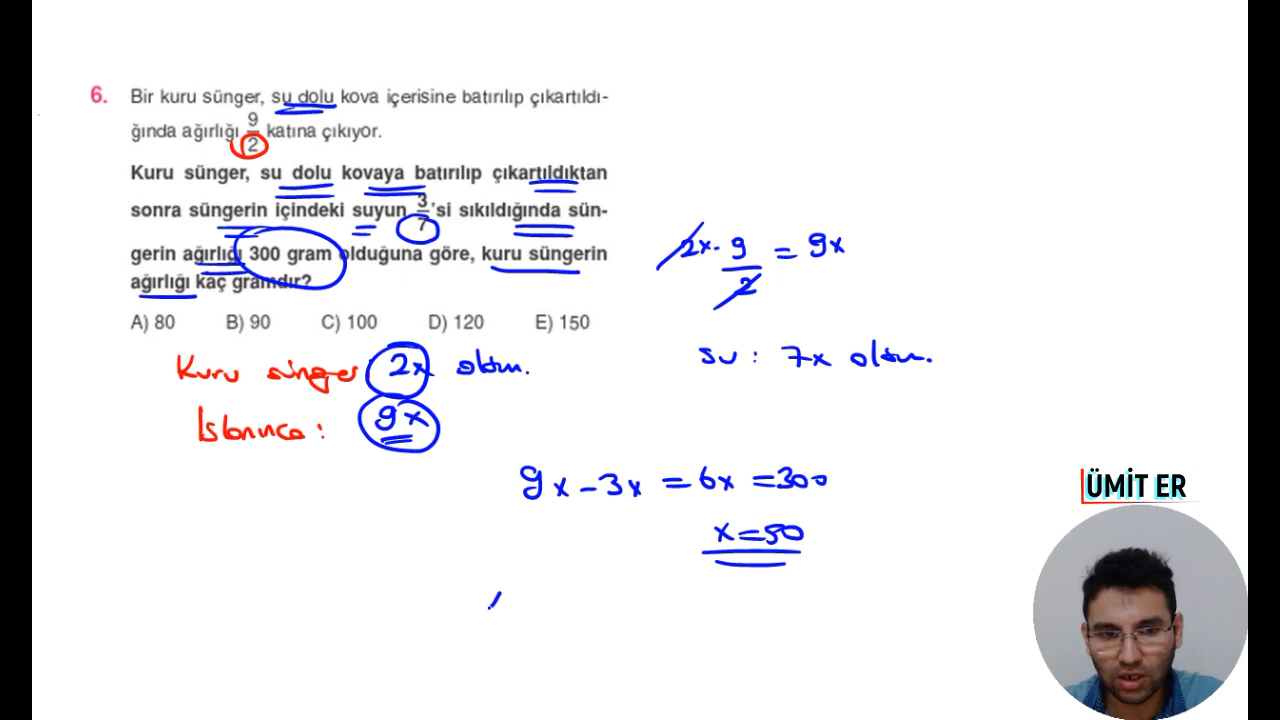 6. Bir kuru sünger, su dolu kova içerisine batırılıp çıkartıldı-
ğında ağırlığı 9/2 katına çıkıyor.
Kuru sünger, su dolu kovaya batırılıp çıkartıldıktan
sonra süngerin içindeki suyun 3/7'si sıkıldığında sün-
gerin ağırlığı 300 gram olduğuna göre, kuru süngerin
ağırlığı kaç gramdır?
A) 80 B) 90 C) 100 D) 120 E) 150
2x · 9/2 = 9x
Kuru sünger 2x olsun.
su : 7x olsun.
Islanınca : 9x
9x - 3x = 6x = 300
x = 50
ÜMİT ER